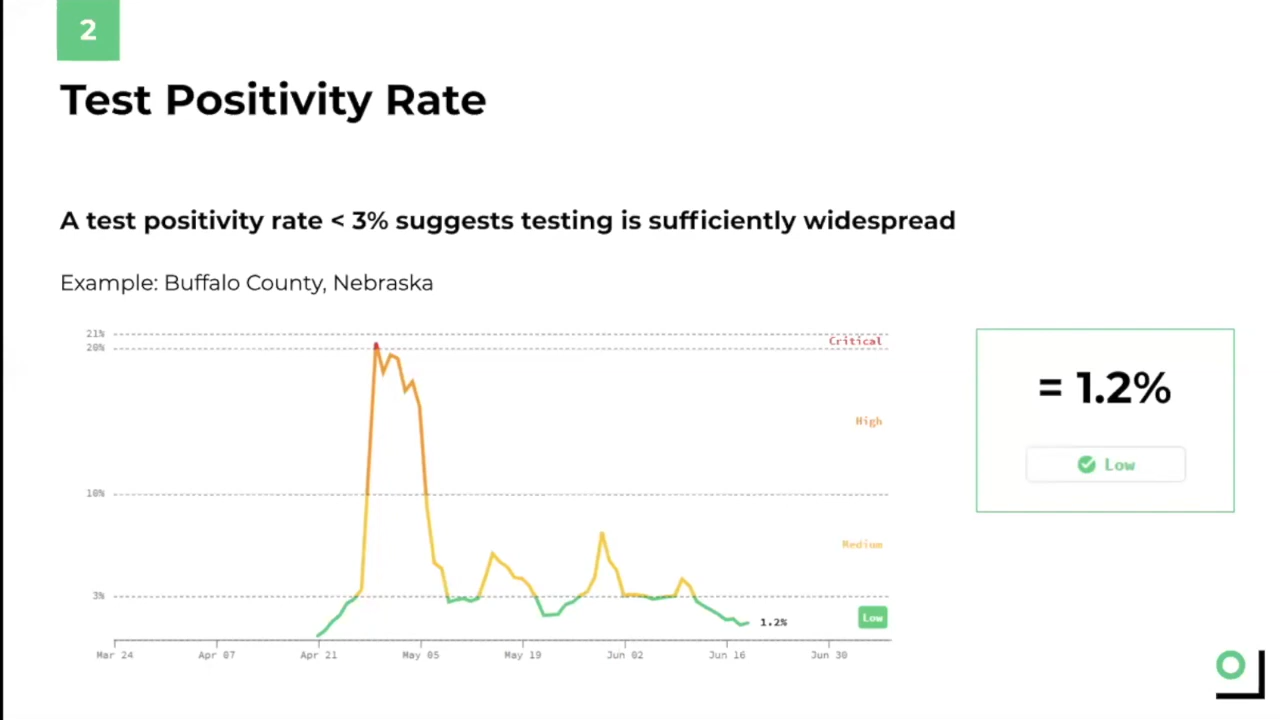 2
Test Positivity Rate
A test positivity rate < 3% suggests testing is sufficiently widespread
Example: Buffalo County, Nebraska
21%
20%
Critical
High
10%
Medium
3%
Low
1.2%
Mar 24 Apr 07 Apr 21 May 05 May 19 Jun 02 Jun 16 Jun 30
= 1.2%
Low